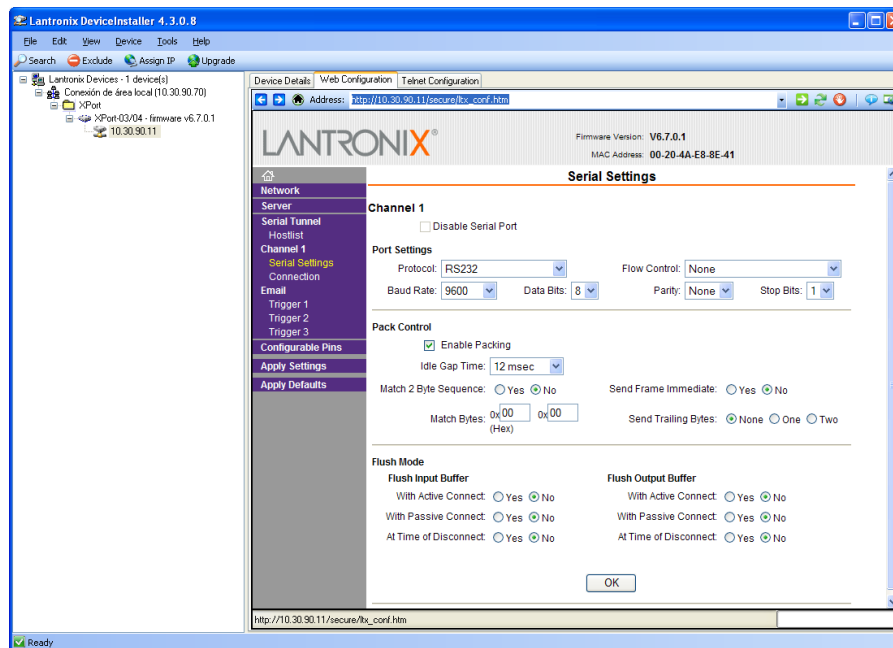 Lantronix DeviceInstaller 4.3.0.8
File Edit View Device Tools Help
Search Exclude Assign IP Upgrade
Lantronix Devices - 1 device(s)
Conexión de área local (10.30.90.70)
XPort
XPort-03/04 - firmware v6.7.0.1
10.30.90.11
Device Details Web Configuration Telnet Configuration
Address: http://10.30.90.11/secure/ltx_conf.htm
LANTRONIX®
Firmware Version: V6.7.0.1
MAC Address: 00-20-4A-E8-8E-41
Network
Server
Serial Tunnel
Hostlist
Channel 1
Serial Settings
Connection
Email
Trigger 1
Trigger 2
Trigger 3
Configurable Pins
Apply Settings
Apply Defaults
Serial Settings
Channel 1
Disable Serial Port
Port Settings
Protocol: RS232 Flow Control: None
Baud Rate: 9600 Data Bits: 8 Parity: None Stop Bits: 1
Pack Control
Enable Packing
Idle Gap Time: 12 msec
Match 2 Byte Sequence: Yes No Send Frame Immediate: Yes No
Match Bytes: 0x 00 0x 00 Send Trailing Bytes: None One Two
(Hex)
Flush Mode
Flush Input Buffer Flush Output Buffer
With Active Connect: Yes No With Active Connect: Yes No
With Passive Connect: Yes No With Passive Connect: Yes No
At Time of Disconnect: Yes No At Time of Disconnect: Yes No
OK
http://10.30.90.11/secure/ltx_conf.htm
Ready